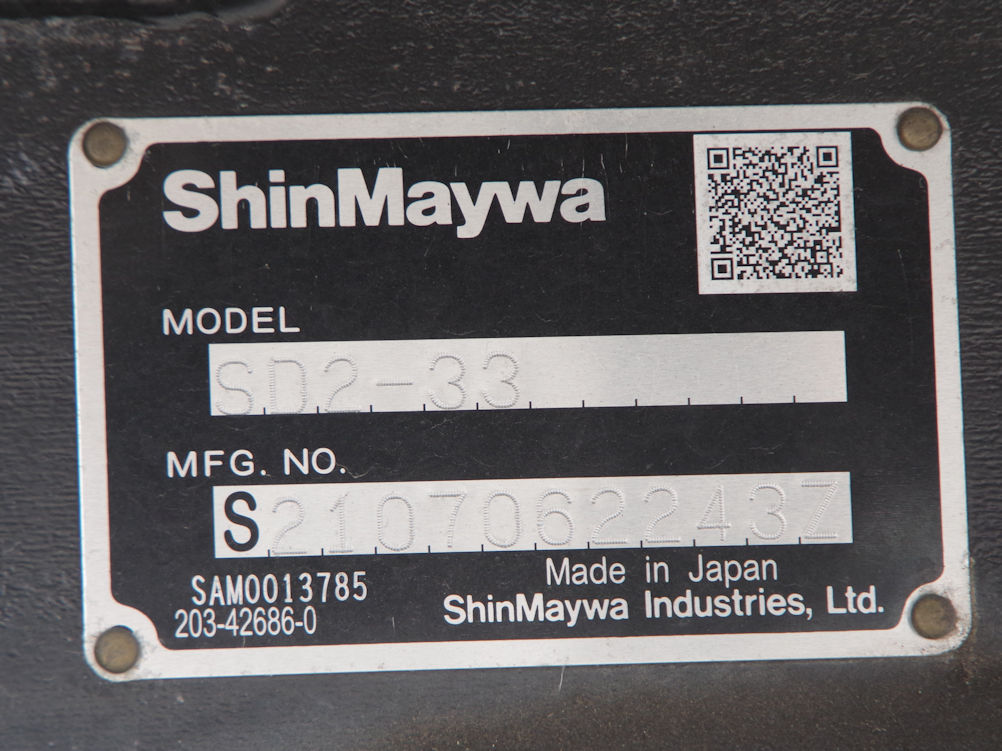 ShinMaywa
MODEL
SD2-33
MFG. NO.
S2107062243Z
SAM0013785
203-42686-0
Made in Japan
ShinMaywa Industries, Ltd.